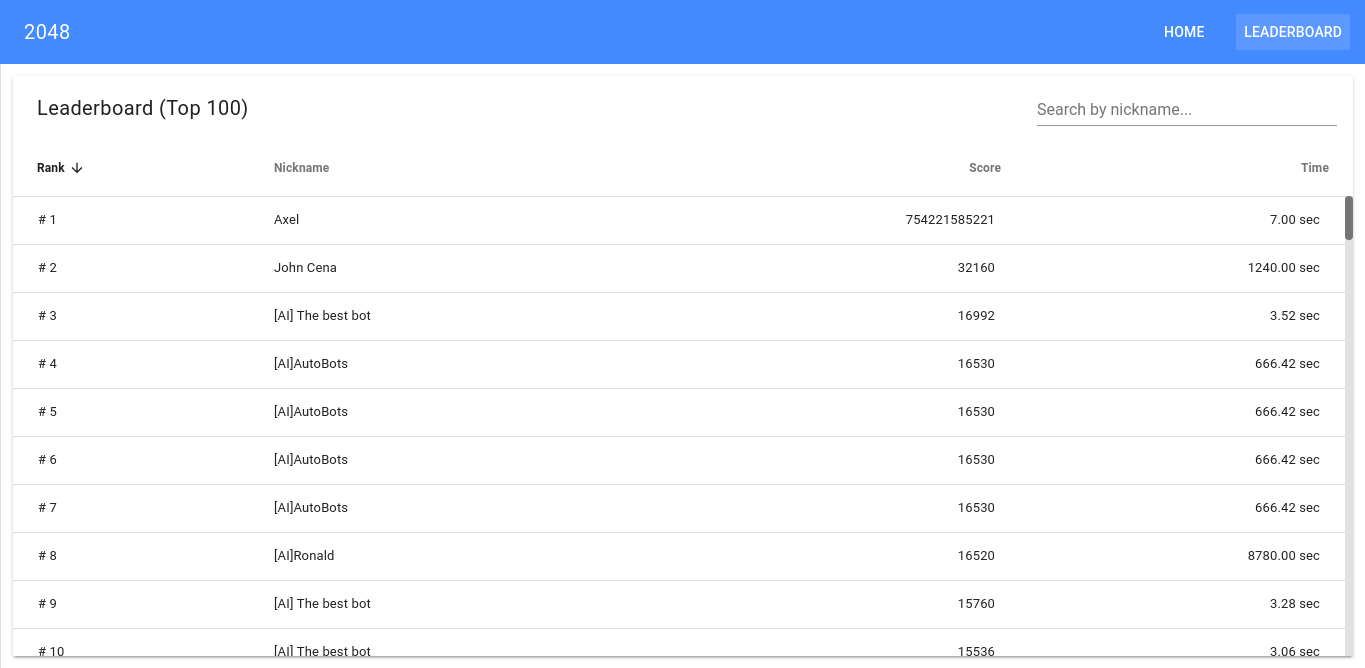 2048 HOME LEADERBOARD
Leaderboard (Top 100) Search by nickname...
Rank Nickname Score Time
# 1 Axel 754221585221 7.00 sec
# 2 John Cena 32160 1240.00 sec
# 3 [AI] The best bot 16992 3.52 sec
# 4 [AI]AutoBots 16530 666.42 sec
# 5 [AI]AutoBots 16530 666.42 sec
# 6 [AI]AutoBots 16530 666.42 sec
# 7 [AI]AutoBots 16530 666.42 sec
# 8 [AI]Ronald 16520 8780.00 sec
# 9 [AI] The best bot 15760 3.28 sec
# 10 [AI] The best bot 15536 3.06 sec